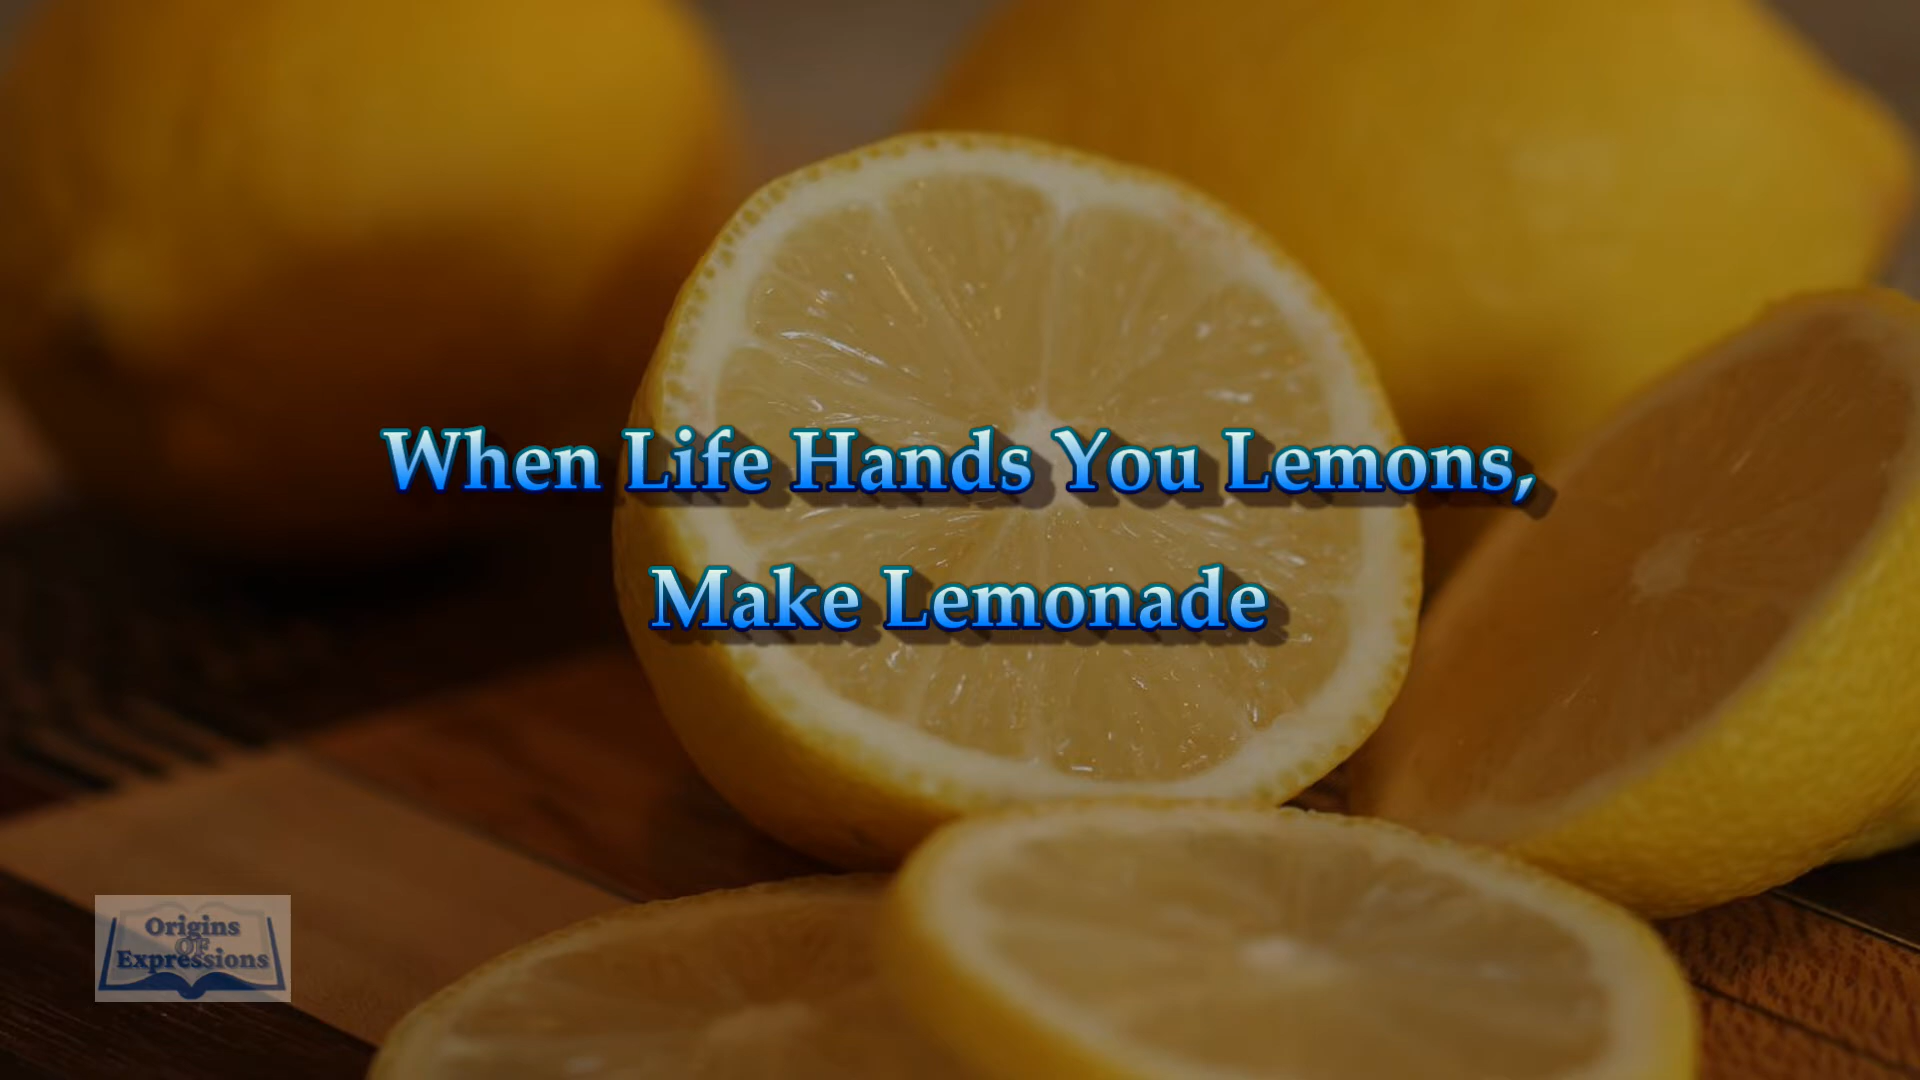 When Life Hands You Lemons,
Make Lemonade
Origins
OF
Expressions